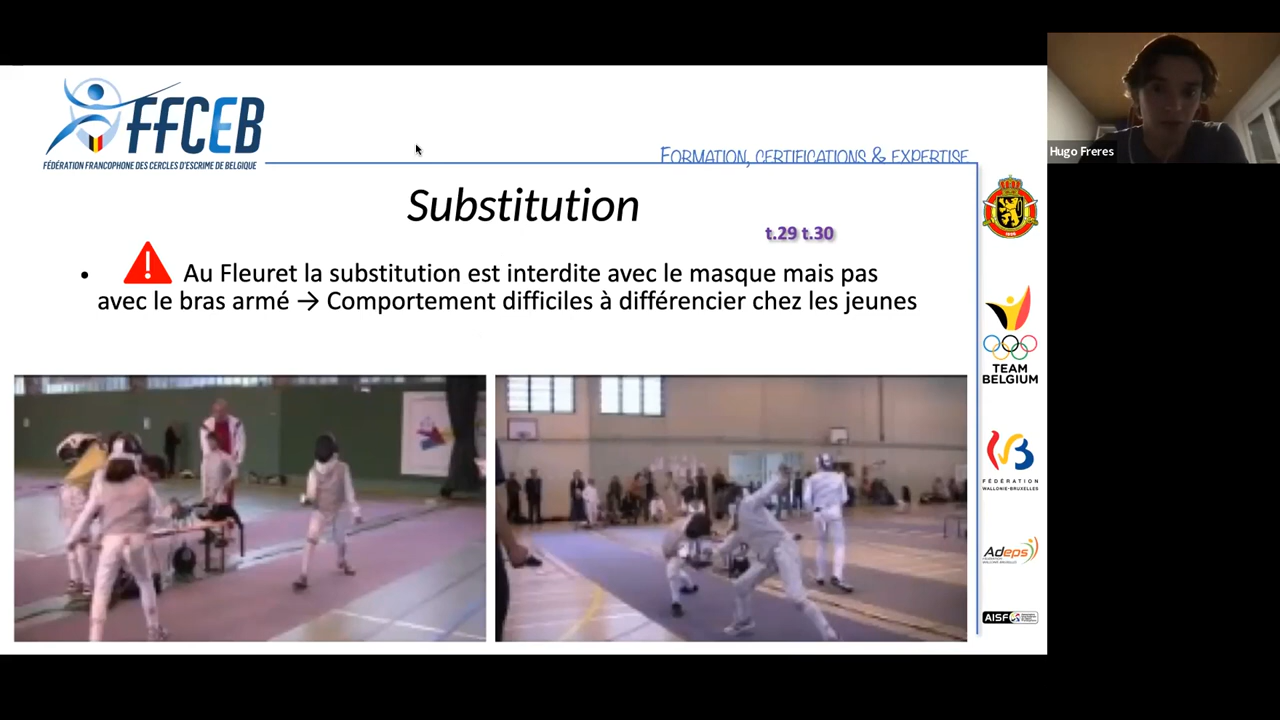 FFCEB
FÉDÉRATION FRANCOPHONE DES CERCLES D'ESCRIME DE BELGIQUE
FORMATION, CERTIFICATIONS & EXPERTISE
Hugo Freres
Substitution
t.29 t.30
• Au Fleuret la substitution est interdite avec le masque mais pas
avec le bras armé → Comportement difficiles à différencier chez les jeunes
TEAM
BELGIUM
FÉDÉRATION
WALLONIE-BRUXELLES
Adeps
AISF